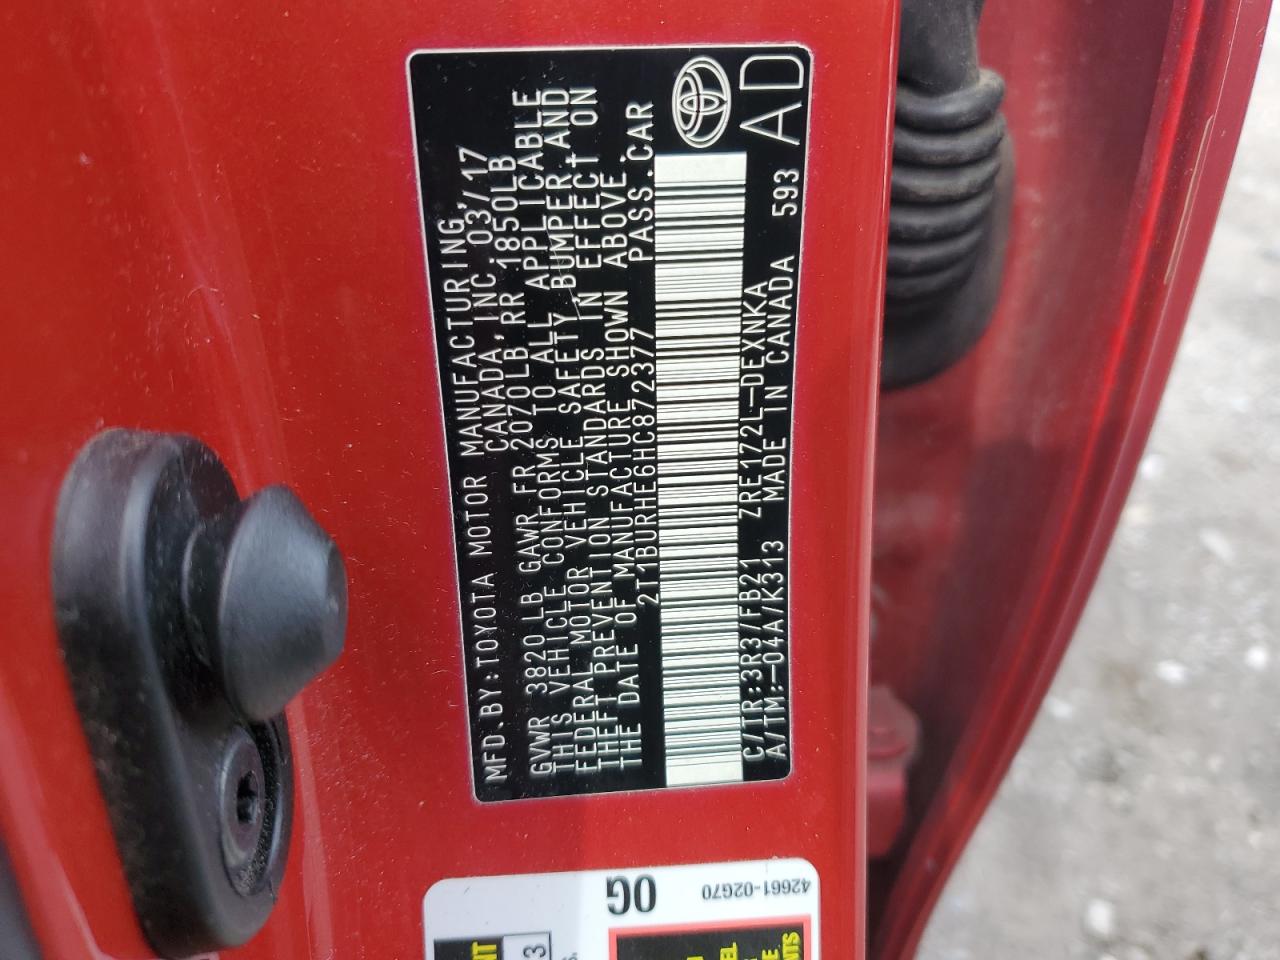 MFD.BY:TOYOTA MOTOR MANUFACTURING,
CANADA,INC.03/17
GVWR 3820 LB GAWR FR 2070LB,RR 1850LB
THIS VEHICLE CONFORMS TO ALL APPLICABLE
FEDERAL MOTOR VEHICLE SAFETY,BUMPER,AND
THEFT PREVENTION STANDARDS IN EFFECT ON
THE DATE OF MANUFACTURE SHOWN ABOVE.
2T1BURHE6HC872377 PASS.CAR
C/TR:3R3/FB21 ZRE172L-DEXNKA
A/TM:-04A/K313 MADE IN CANADA 593
AD
0G
42661-02G70
3